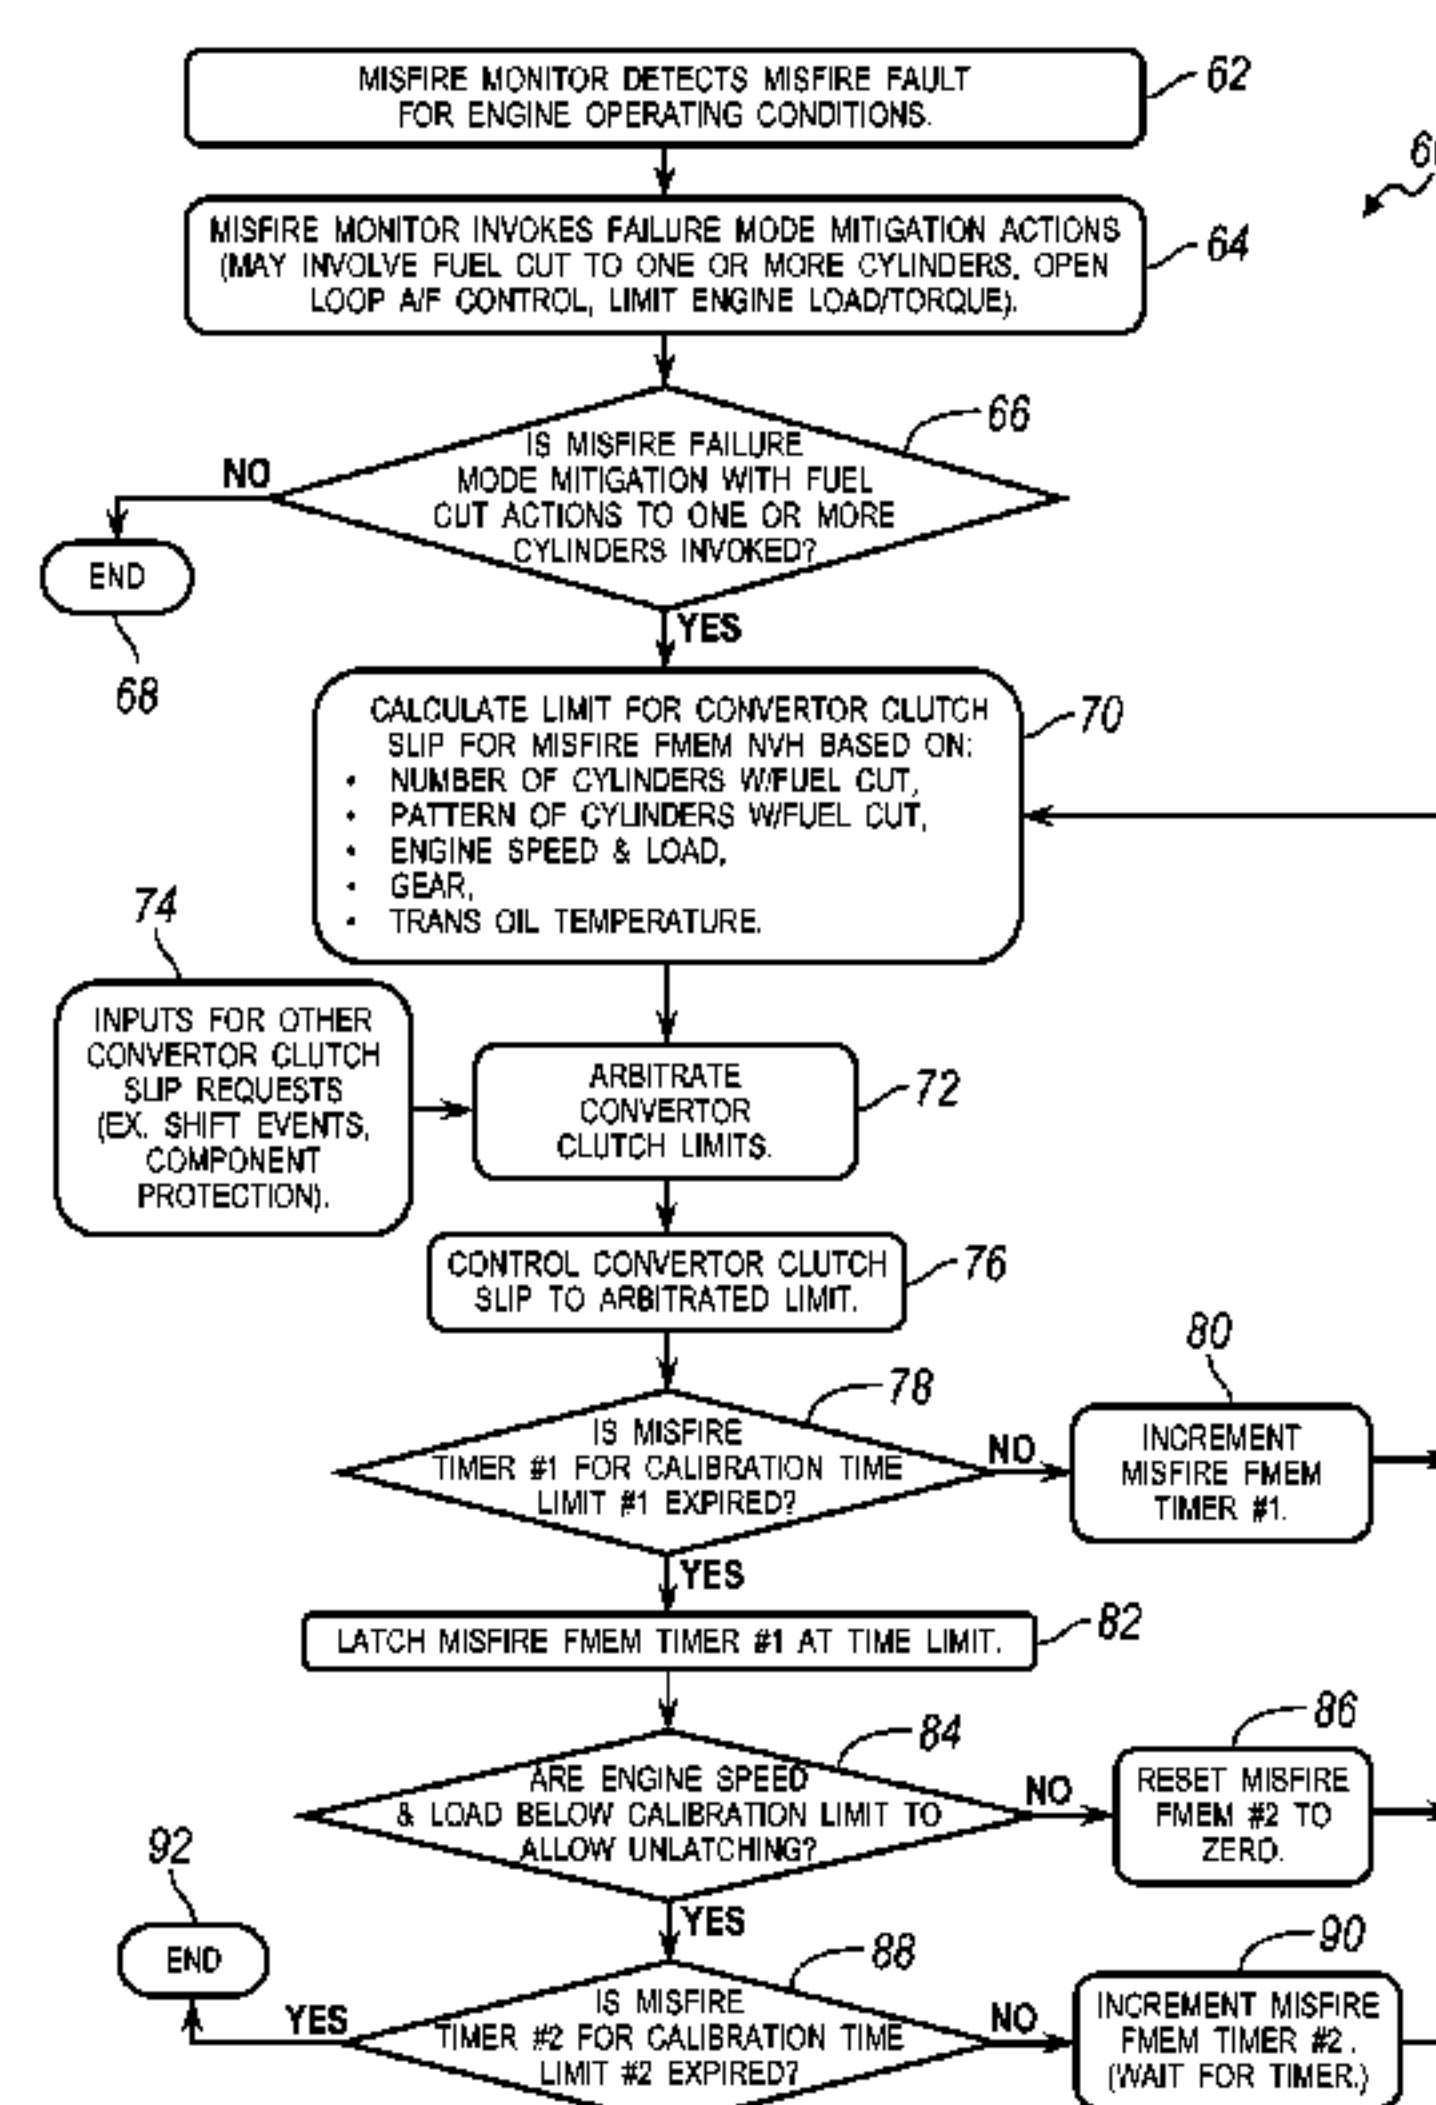 MISFIRE MONITOR DETECTS MISFIRE FAULT
FOR ENGINE OPERATING CONDITIONS.
62
MISFIRE MONITOR INVOKES FAILURE MODE MITIGATION ACTIONS
(MAY INVOLVE FUEL CUT TO ONE OR MORE CYLINDERS, OPEN
LOOP A/F CONTROL, LIMIT ENGINE LOAD/TORQUE).
64
IS MISFIRE FAILURE
MODE MITIGATION WITH FUEL
CUT ACTIONS TO ONE OR MORE
CYLINDERS INVOKED?
66
NO
END
68
YES
CALCULATE LIMIT FOR CONVERTOR CLUTCH
SLIP FOR MISFIRE FMEM NVH BASED ON:
• NUMBER OF CYLINDERS W/FUEL CUT,
• PATTERN OF CYLINDERS W/FUEL CUT,
• ENGINE SPEED & LOAD,
• GEAR,
• TRANS OIL TEMPERATURE.
70
74
INPUTS FOR OTHER
CONVERTOR CLUTCH
SLIP REQUESTS
(EX. SHIFT EVENTS,
COMPONENT
PROTECTION).
ARBITRATE
CONVERTOR
CLUTCH LIMITS.
72
CONTROL CONVERTOR CLUTCH
SLIP TO ARBITRATED LIMIT.
76
IS MISFIRE
TIMER #1 FOR CALIBRATION TIME
LIMIT #1 EXPIRED?
78
NO
80
INCREMENT
MISFIRE FMEM
TIMER #1.
YES
LATCH MISFIRE FMEM TIMER #1 AT TIME LIMIT.
82
ARE ENGINE SPEED
& LOAD BELOW CALIBRATION LIMIT TO
ALLOW UNLATCHING?
84
NO
86
RESET MISFIRE
FMEM #2 TO
ZERO.
YES
92
END
YES
IS MISFIRE
TIMER #2 FOR CALIBRATION TIME
LIMIT #2 EXPIRED?
88
NO
90
INCREMENT MISFIRE
FMEM TIMER #2.
(WAIT FOR TIMER.)